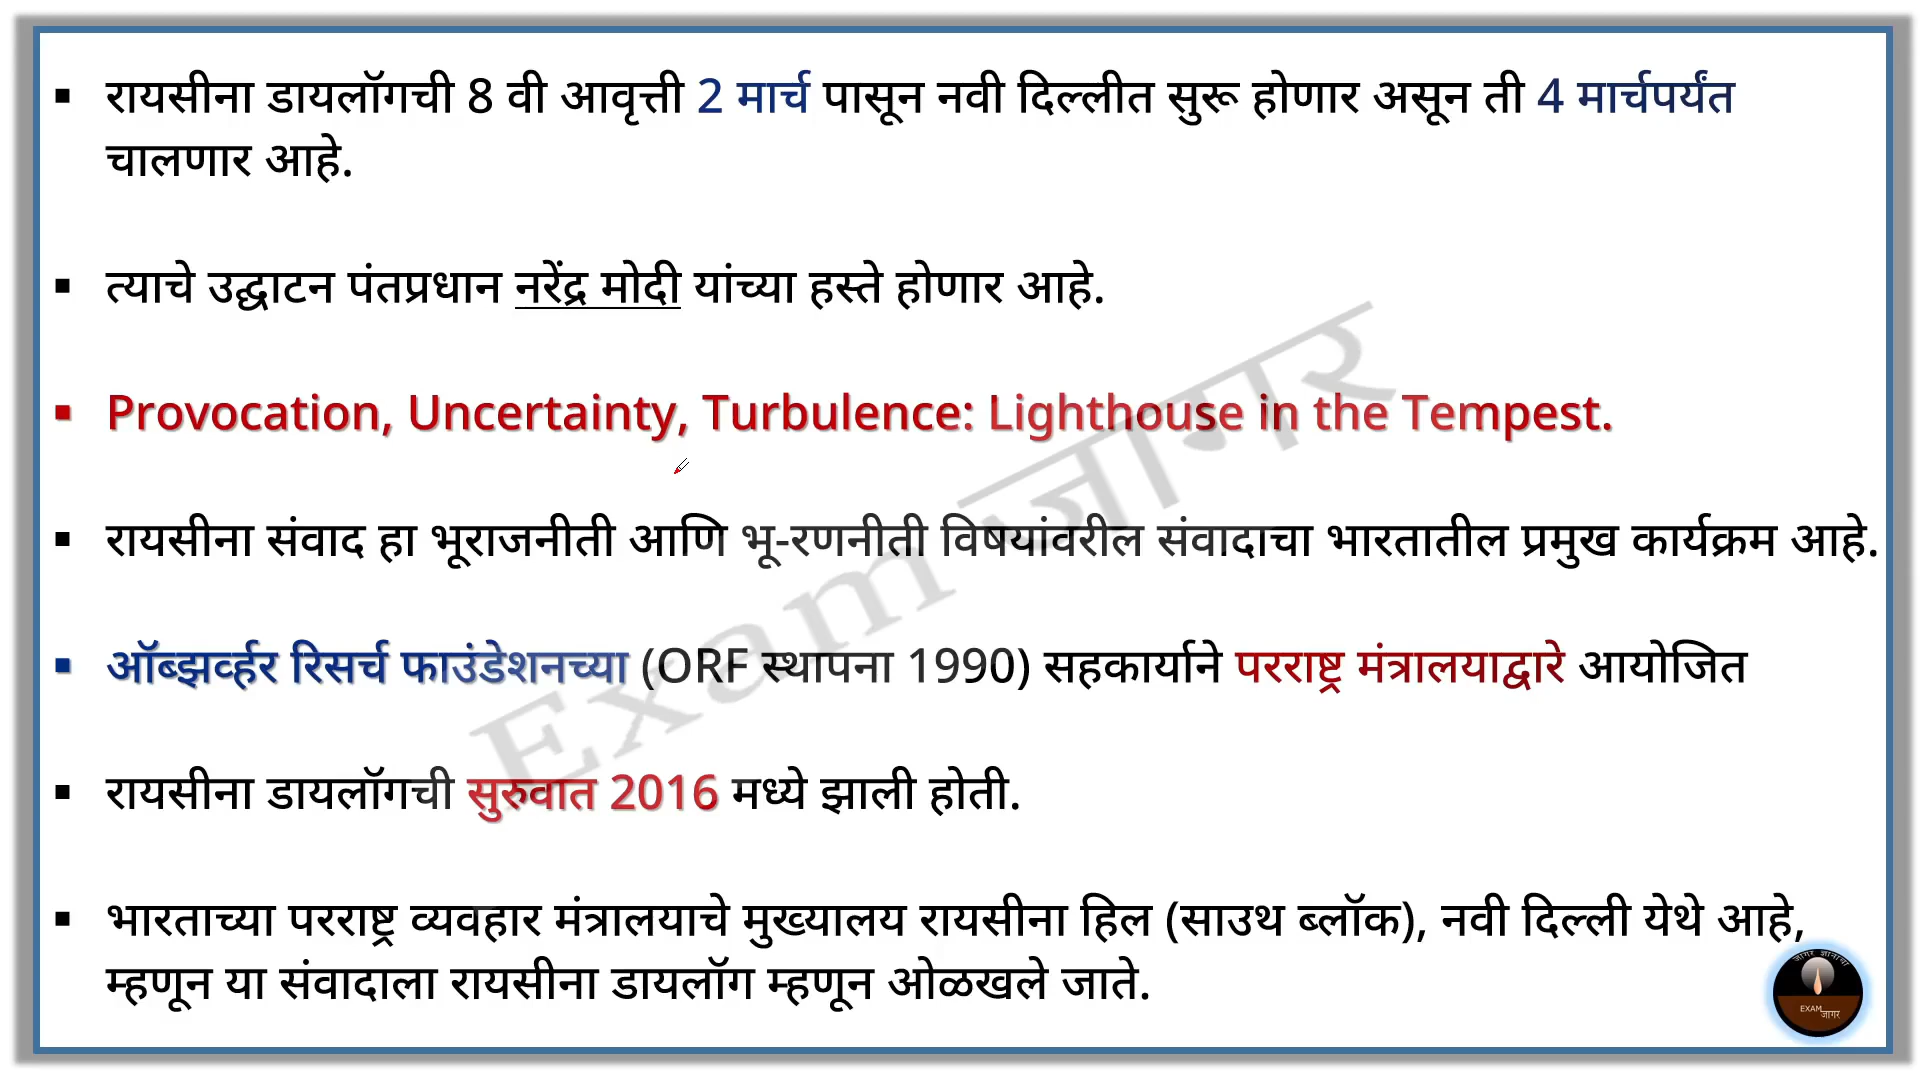 ▪ रायसीना डायलॉगची 8 वी आवृत्ती 2 मार्च पासून नवी दिल्लीत सुरू होणार असून ती 4 मार्चपर्यंत
चालणार आहे.
▪ त्याचे उद्घाटन पंतप्रधान नरेंद्र मोदी यांच्या हस्ते होणार आहे.
▪ Provocation, Uncertainty, Turbulence: Lighthouse in the Tempest.
▪ रायसीना संवाद हा भूराजनीती आणि भू-रणनीती विषयांवरील संवादाचा भारतातील प्रमुख कार्यक्रम आहे.
▪ ऑब्झर्व्हर रिसर्च फाउंडेशनच्या (ORF स्थापना 1990) सहकार्याने परराष्ट्र मंत्रालयाद्वारे आयोजित
▪ रायसीना डायलॉगची सुरुवात 2016 मध्ये झाली होती.
▪ भारताच्या परराष्ट्र व्यवहार मंत्रालयाचे मुख्यालय रायसीना हिल (साउथ ब्लॉक), नवी दिल्ली येथे आहे,
म्हणून या संवादाला रायसीना डायलॉग म्हणून ओळखले जाते.
Exam जागर
जागर ज्ञानाचा
EXAM
जागर